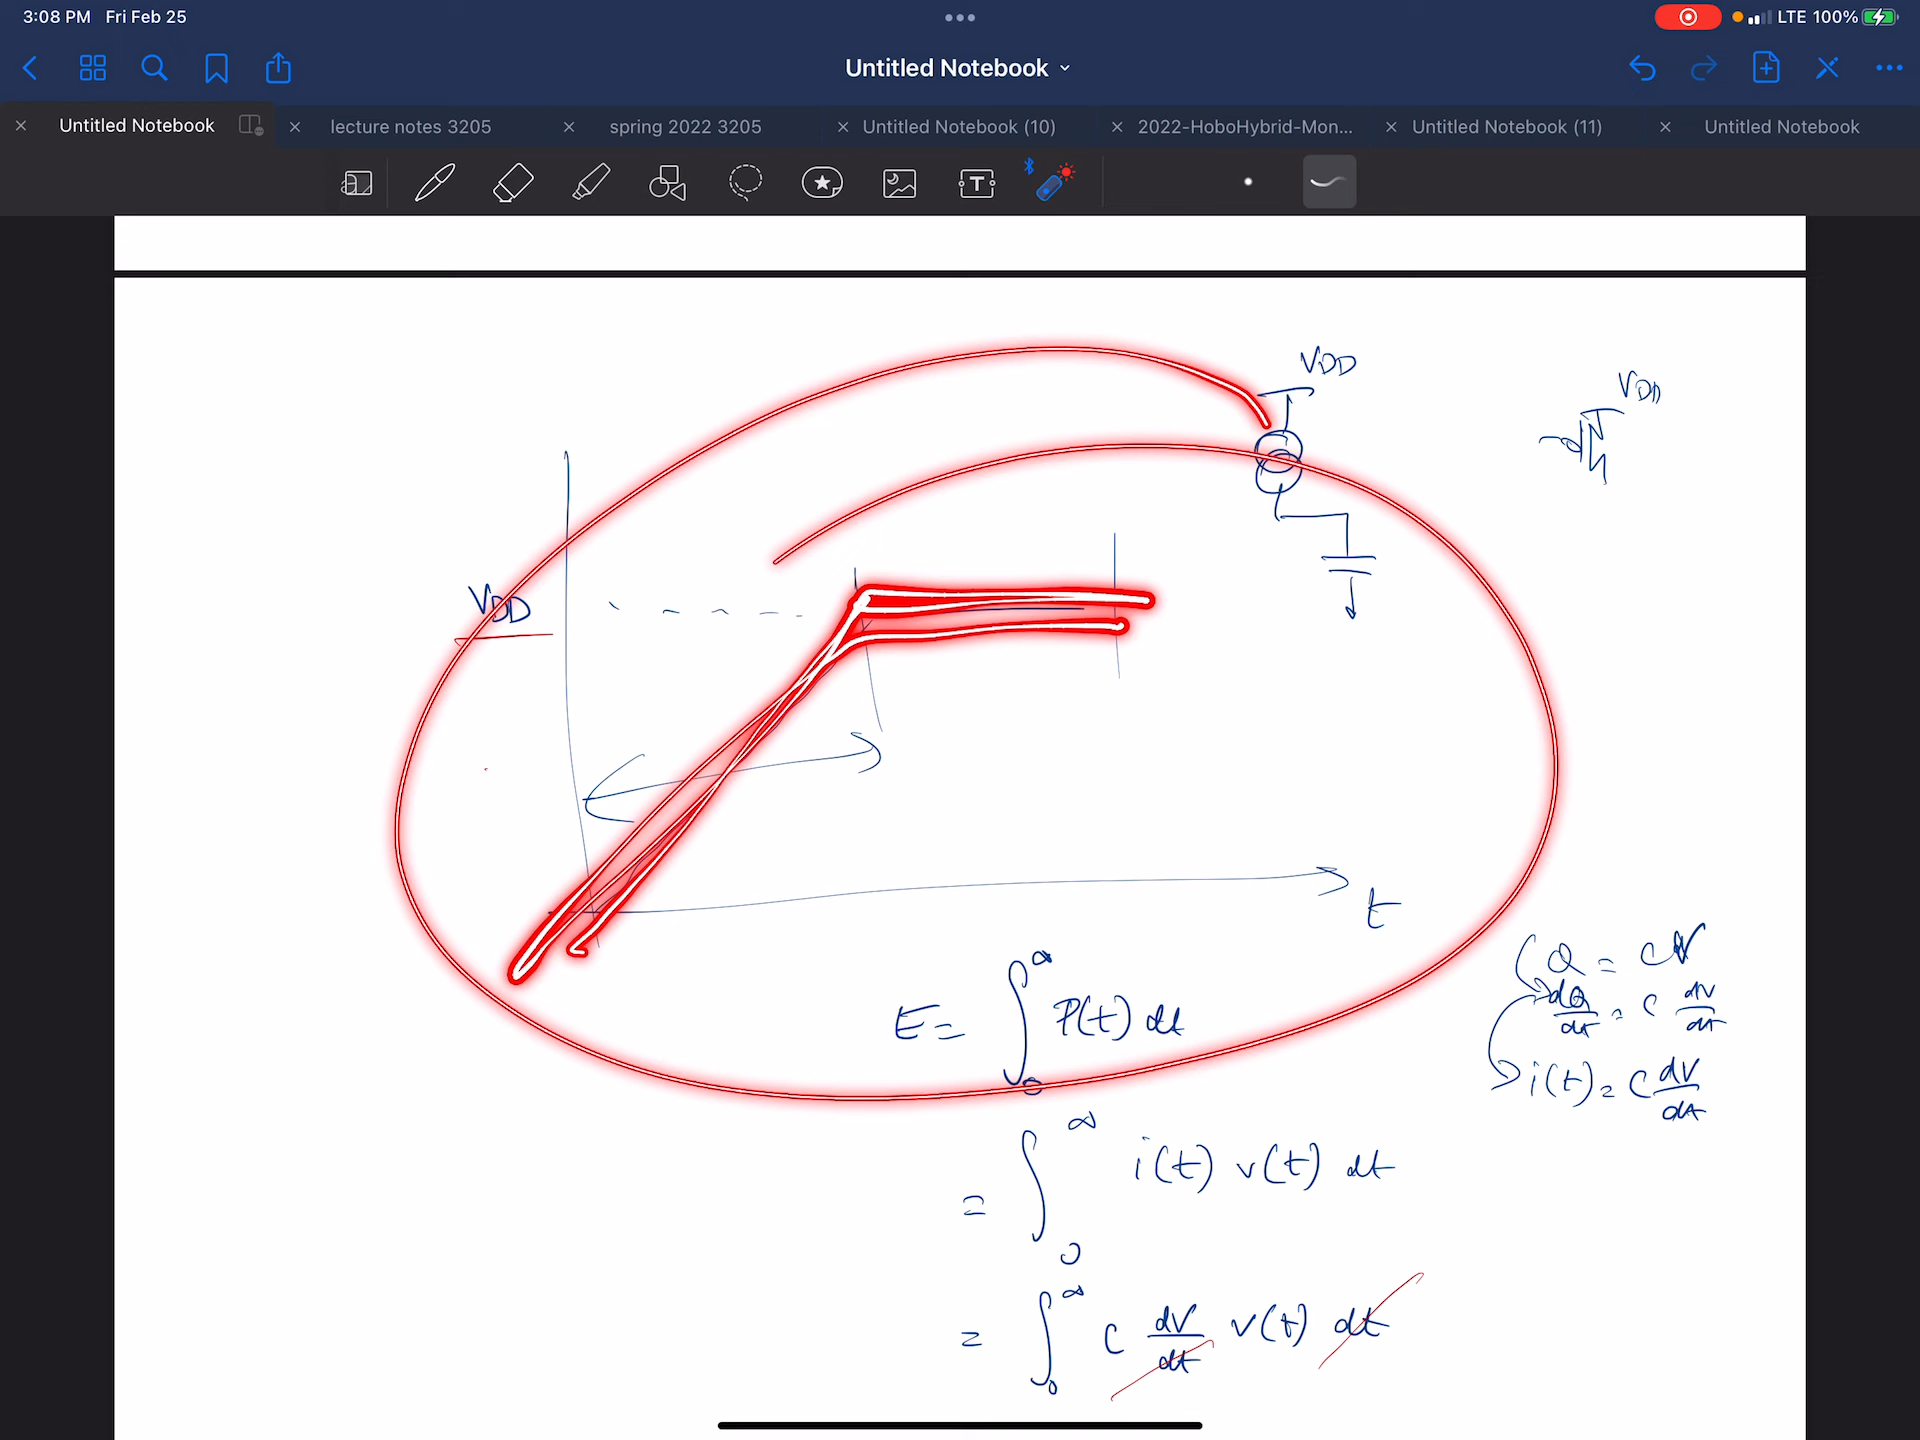 3:08 PM Fri Feb 25
LTE 100%
Untitled Notebook
Untitled Notebook
lecture notes 3205
spring 2022 3205
Untitled Notebook (10)
2022-HoboHybrid-Mon...
Untitled Notebook (11)
Untitled Notebook
T
VDD
VDD
VDD
t
Q = CV
dQ/dt = C dV/dt
i(t) = C dV/dt
E = ∫₀^∞ P(t) dt
= ∫₀^∞ i(t) v(t) dt
= ∫₀^∞ C dV/dt v(t) dt